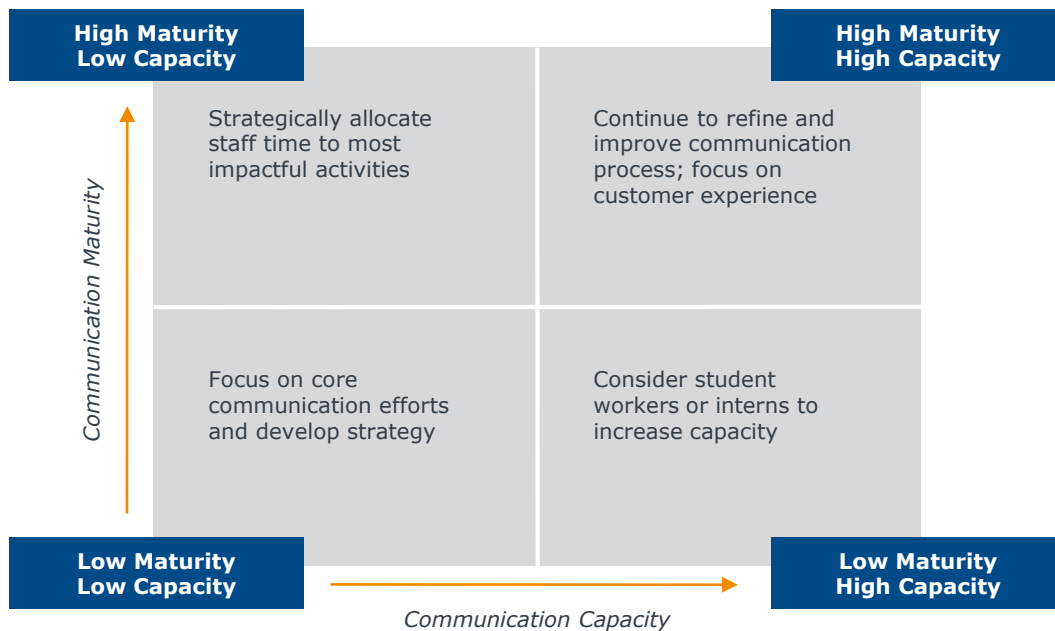 High Maturity
Low Capacity
High Maturity
High Capacity
Strategically allocate
staff time to most
impactful activities
Continue to refine and
improve communication
process; focus on
customer experience
Communication Maturity
Focus on core
communication efforts
and develop strategy
Consider student
workers or interns to
increase capacity
Low Maturity
Low Capacity
Low Maturity
High Capacity
Communication Capacity